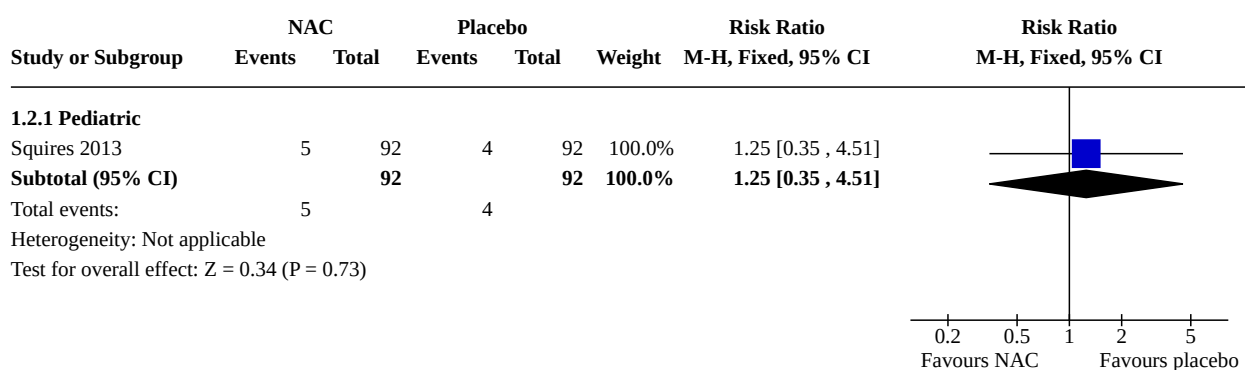 NAC Placebo Risk Ratio Risk Ratio
Study or Subgroup Events Total Events Total Weight M-H, Fixed, 95% CI M-H, Fixed, 95% CI
1.2.1 Pediatric
Squires 2013 5 92 4 92 100.0% 1.25 [0.35 , 4.51]
Subtotal (95% CI) 92 92 100.0% 1.25 [0.35 , 4.51]
Total events: 5 4
Heterogeneity: Not applicable
Test for overall effect: Z = 0.34 (P = 0.73)
0.2 0.5 1 2 5
Favours NAC Favours placebo